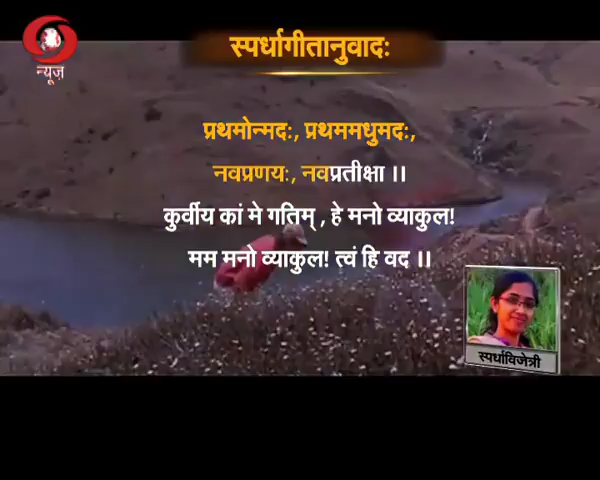 न्यूज़
स्पर्धागीतानुवादः
प्रथमोन्मदः, प्रथममधुमदः,
नवप्रणयः, नवप्रतीक्षा ।।
कुर्वीय कां मे गतिम् , हे मनो व्याकुल!
मम मनो व्याकुल! त्वं हि वद ।।
स्पर्धाविजेत्री